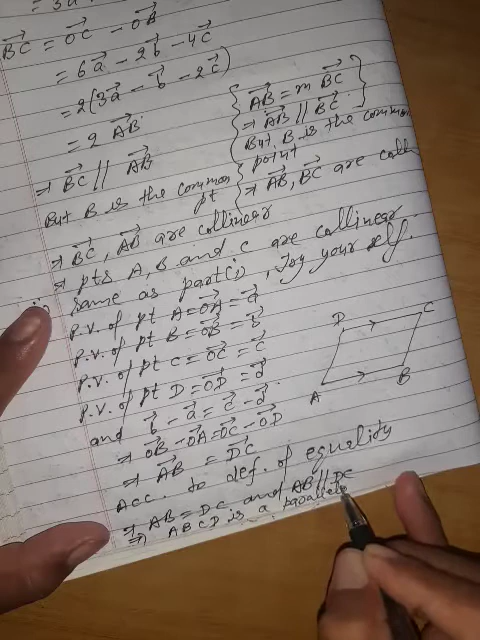 BC→ = OC→ - OB→
= 6a→ - 2b→ - 4c→
= 2(3a→ - b→ - 2c→)
= 2 AB→
⇒ BC→ // AB→
But B is the common pt
⇒ BC→, AB→ are collinear
⇒ pts A, B and C are collinear
AB→ = m BC→
⇒ AB→ // BC→
But B is the common
point
⇒ AB→, BC→ are coll
same as part(i), Try your self.
P.V. of pt A = OA→ = a→
P.V. of pt B = OB→ = b→
P.V. of pt C = OC→ = c→
P.V. of pt D = OD→ = d→
and b→ - a→ = c→ - d→
⇒ OB→ - OA→ = OC→ - OD→
⇒ AB→ = DC→
Acc. to def. of equality
⇒ AB = DC and AB // DC
⇒ ABCD is a parallelo
D
C
A
B